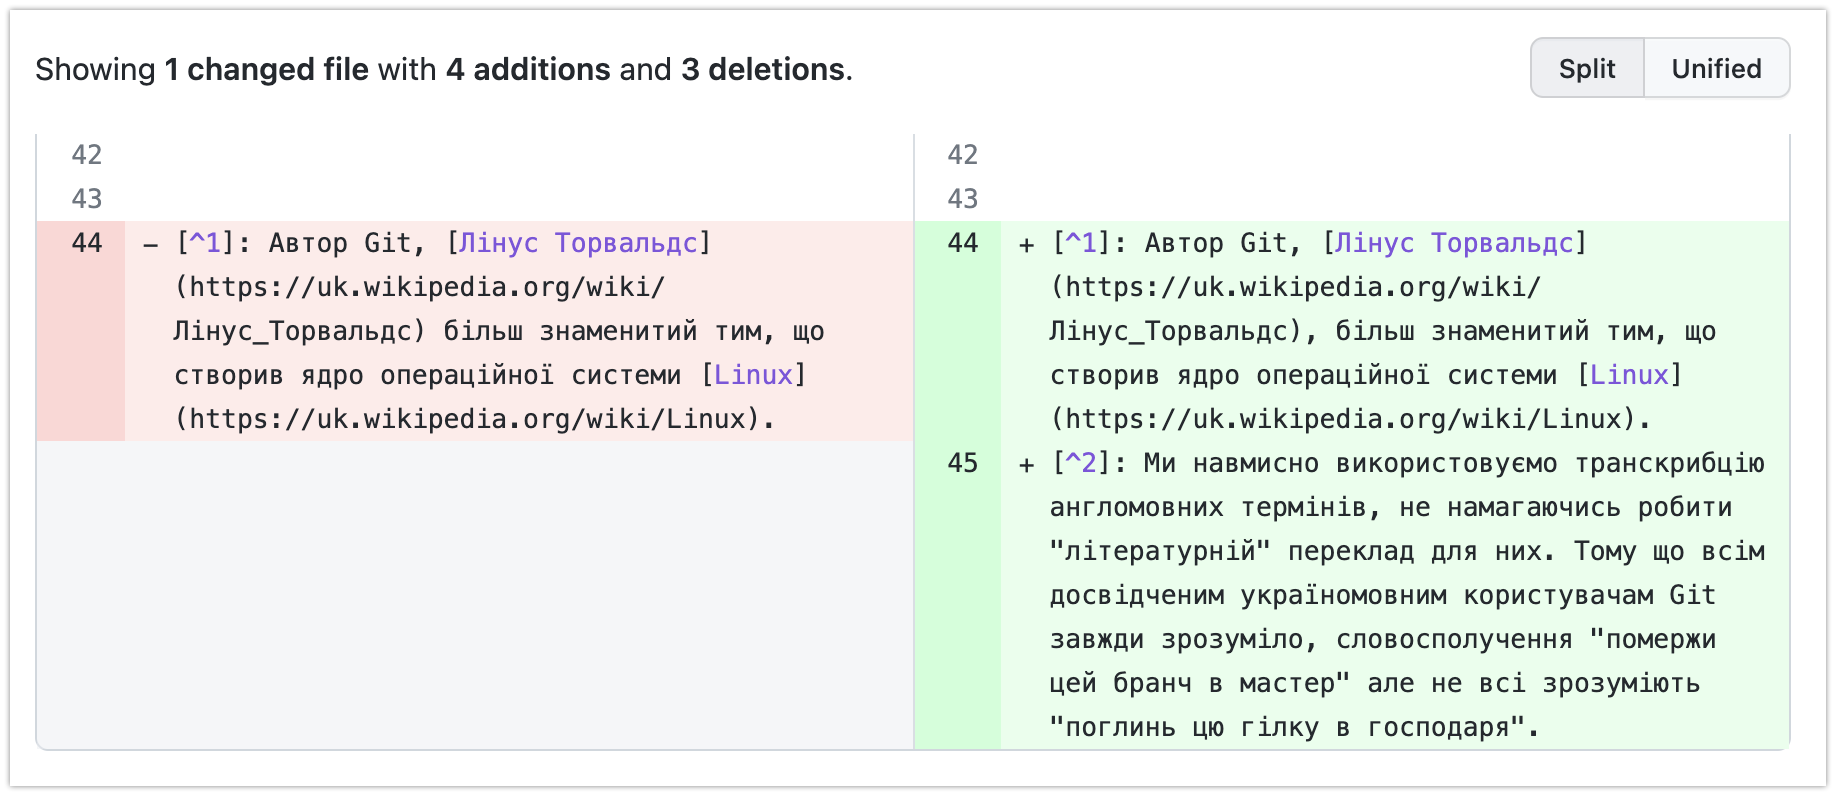 Showing 1 changed file with 4 additions and 3 deletions.
Split
Unified
42
43
44 – [^1]: Автор Git, [Лінус Торвальдс]
(https://uk.wikipedia.org/wiki/
Лінус_Торвальдс) більш знаменитий тим, що
створив ядро операційної системи [Linux]
(https://uk.wikipedia.org/wiki/Linux).
42
43
44 + [^1]: Автор Git, [Лінус Торвальдс]
(https://uk.wikipedia.org/wiki/
Лінус_Торвальдс), більш знаменитий тим, що
створив ядро операційної системи [Linux]
(https://uk.wikipedia.org/wiki/Linux).
45 + [^2]: Ми навмисно використовуємо транскрибцію
англомовних термінів, не намагаючись робити
"літературній" переклад для них. Тому що всім
досвідченим україномовним користувачам Git
завжди зрозуміло, словосполучення "помержи
цей бранч в мастер" але не всі зрозуміють
"поглинь цю гілку в господаря".